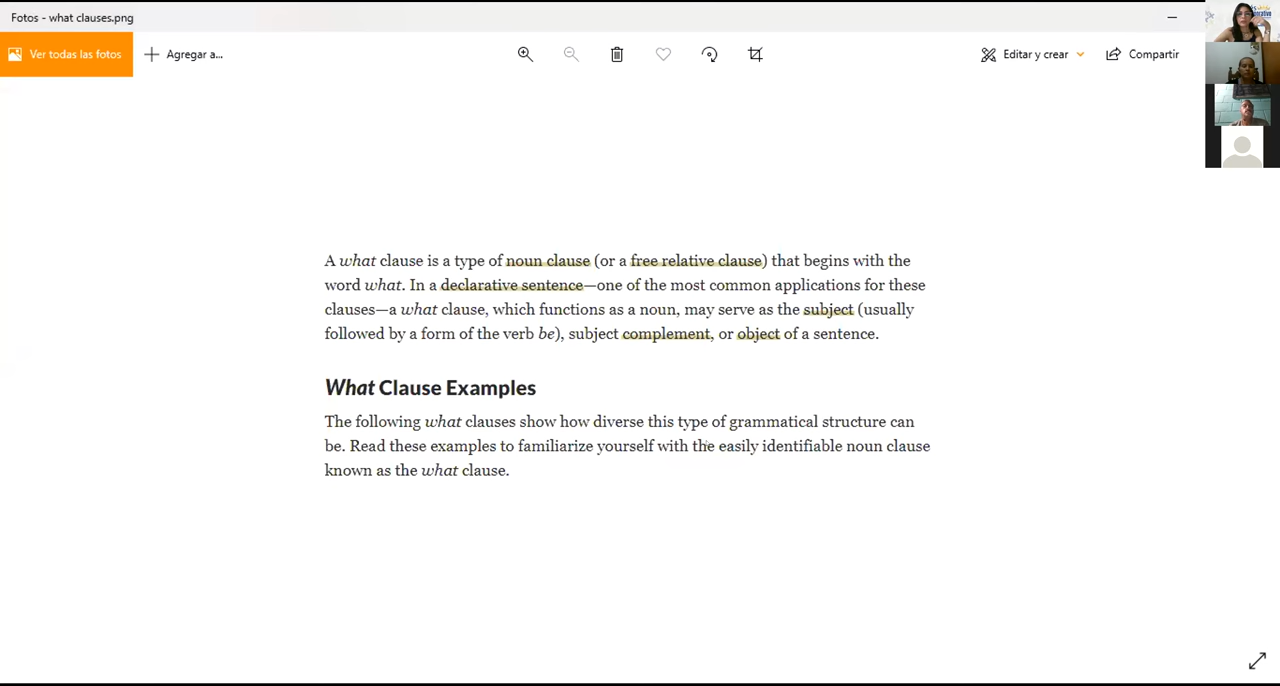 Fotos - what clauses.png
Ver todas las fotos
Agregar a...
Editar y crear
Compartir
A what clause is a type of noun clause (or a free relative clause) that begins with the
word what. In a declarative sentence—one of the most common applications for these
clauses—a what clause, which functions as a noun, may serve as the subject (usually
followed by a form of the verb be), subject complement, or object of a sentence.
What Clause Examples
The following what clauses show how diverse this type of grammatical structure can
be. Read these examples to familiarize yourself with the easily identifiable noun clause
known as the what clause.